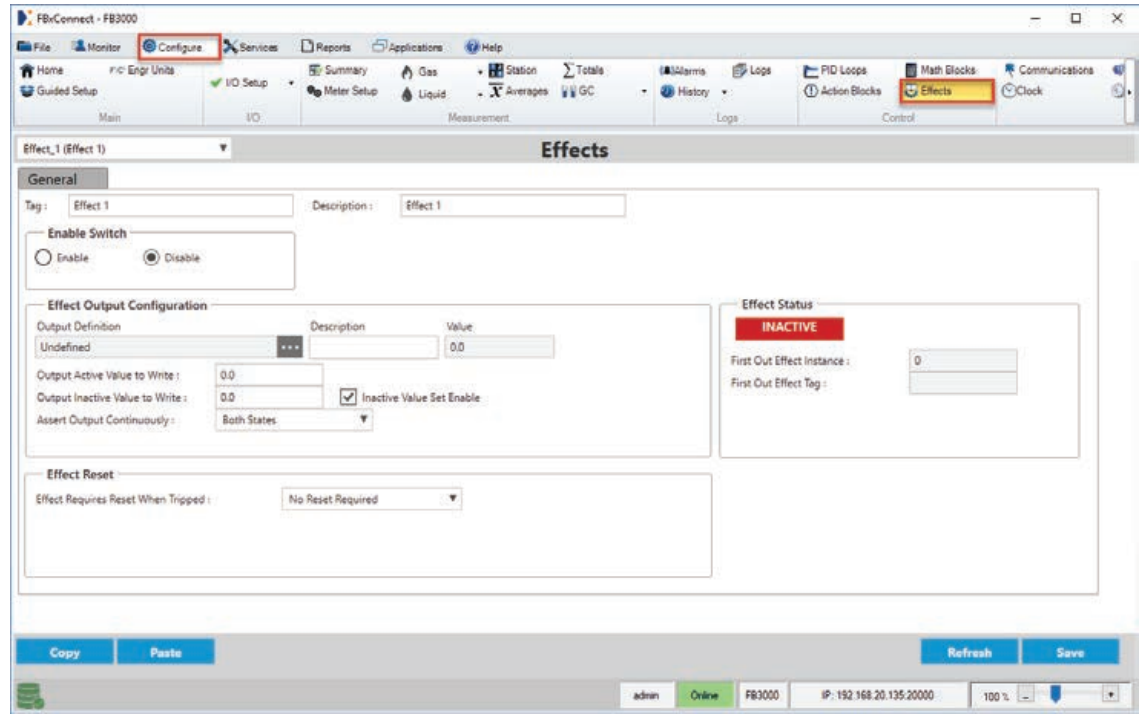 FBxConnect - FB3000
File Monitor Configure Services Reports Applications Help
Home Engr Units Summary Gas Station Totals Alarms Logs PID Loops Math Blocks Communications
Guided Setup I/O Setup Meter Setup Liquid Averages GC History Action Blocks Effects Clock
Main I/O Measurement Logs Control
Effect_1 (Effect 1) Effects
General
Tag : Effect 1 Description : Effect 1
Enable Switch
Enable Disable
Effect Output Configuration Effect Status
Output Definition Description Value INACTIVE
Undefined ... 0.0
First Out Effect Instance : 0
Output Active Value to Write : 0.0
First Out Effect Tag :
Output Inactive Value to Write : 0.0 Inactive Value Set Enable
Assert Output Continuously : Both States
Effect Reset
Effect Requires Reset When Tripped : No Reset Required
Copy Paste Refresh Save
admin Online FB3000 IP: 192.168.20.135:20000 100 %